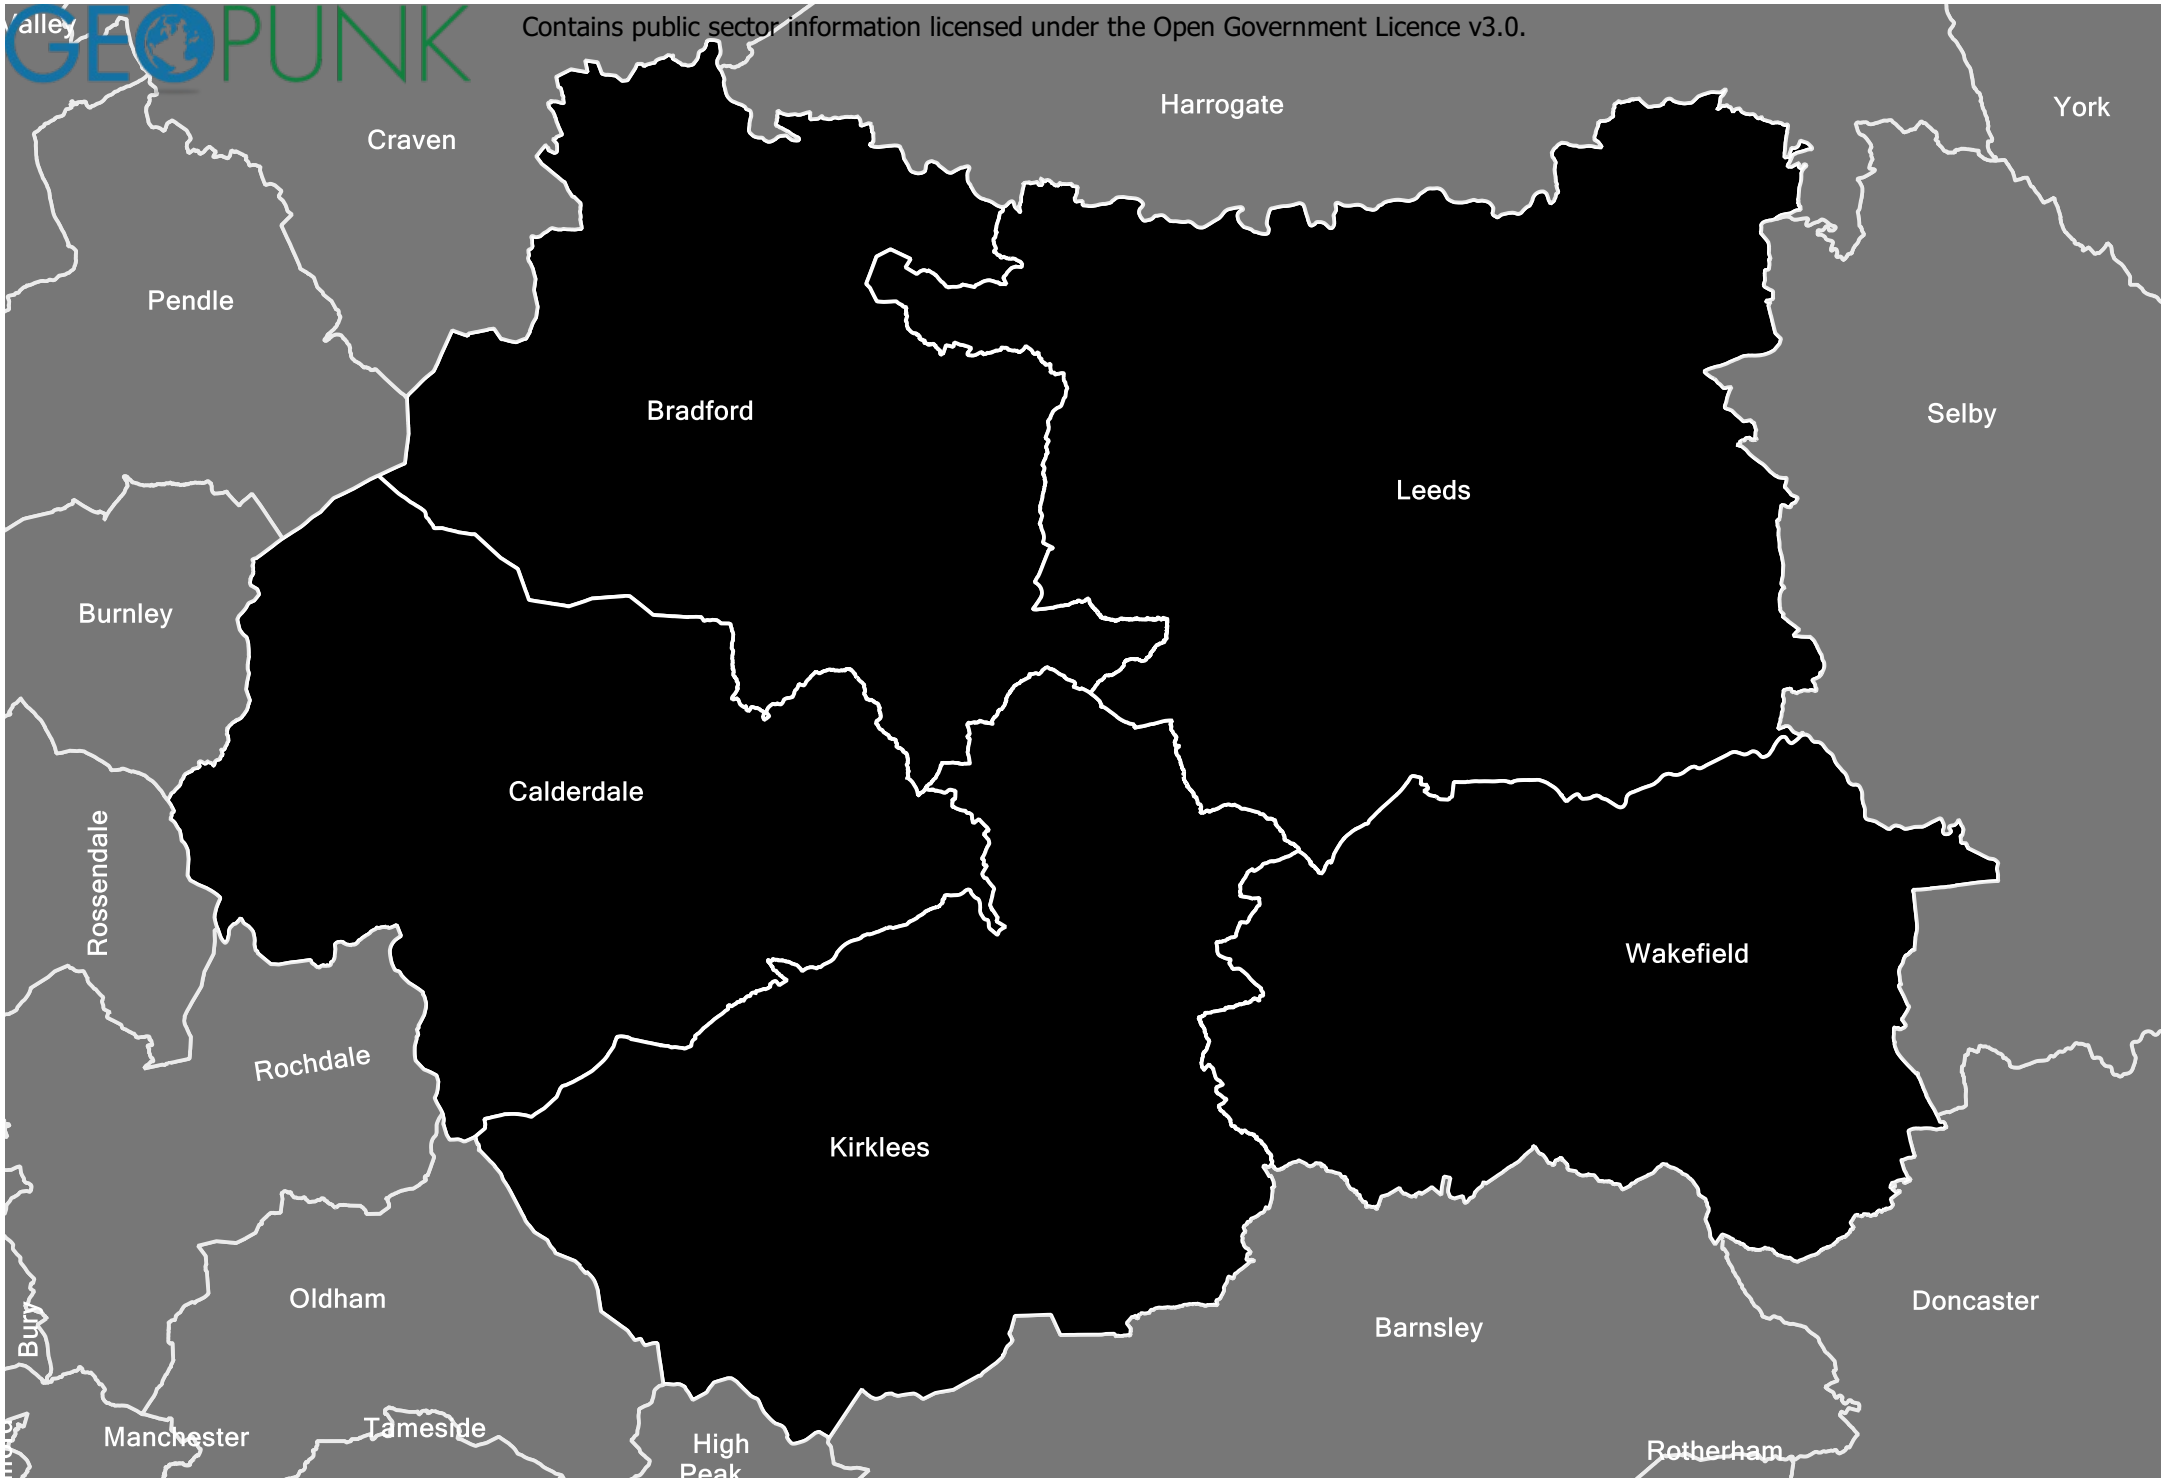 Valley
GEOPUNK
Contains public sector information licensed under the Open Government Licence v3.0.
Harrogate
York
Craven
Pendle
Bradford
Selby
Leeds
Burnley
Calderdale
Rossendale
Wakefield
Rochdale
Kirklees
Oldham
Bury
Barnsley
Doncaster
Manchester
Tameside
High
Peak
Rotherham